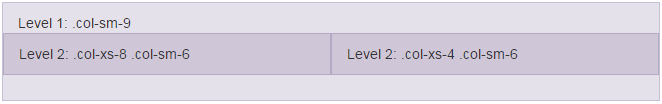 Level 1: .col-sm-9
Level 2: .col-xs-8 .col-sm-6
Level 2: .col-xs-4 .col-sm-6